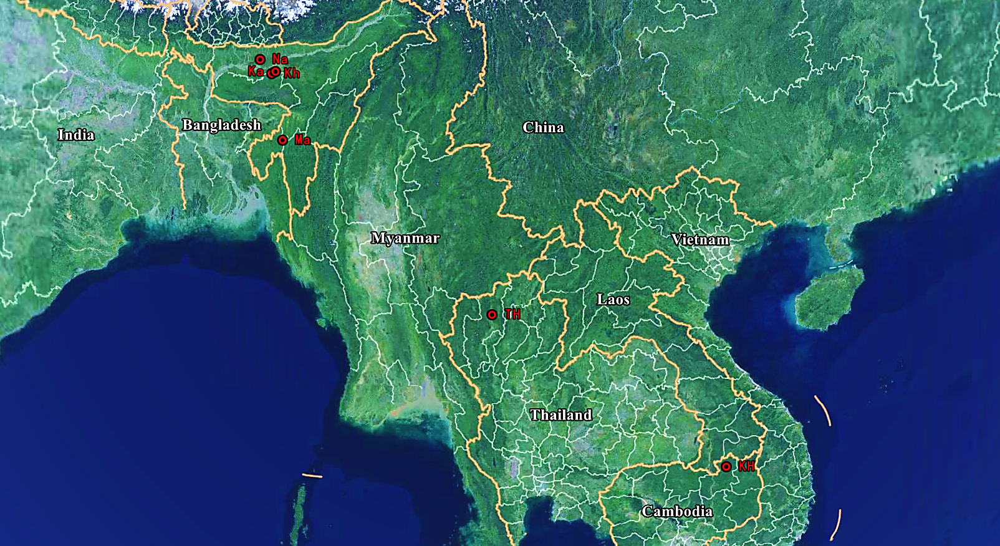 Na
Ka
Kh
Bangladesh
India
China
Ma
Myanmar
Vietnam
Laos
TH
Thailand
KH
Cambodia